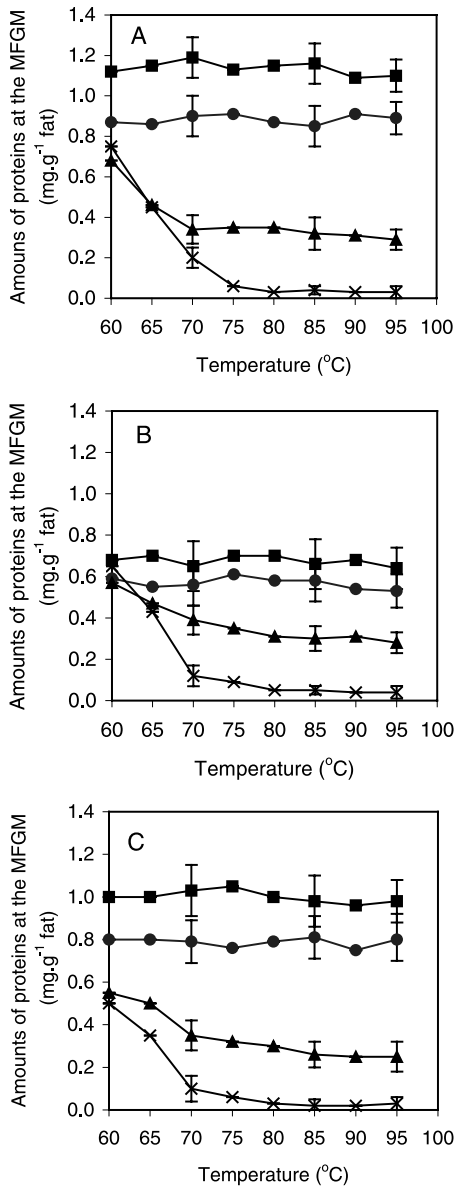 A
Amouns of proteins at the MFGM
(mg.g⁻¹ fat)
1.4
1.2
1.0
0.8
0.6
0.4
0.2
0.0
60 65 70 75 80 85 90 95 100
Temperature (°C)
B
Amounts of proteins at the MFGM
(mg.g⁻¹ fat)
1.4
1.2
1.0
0.8
0.6
0.4
0.2
0.0
60 65 70 75 80 85 90 95 100
Temperature (°C)
C
Amounts of proteins at the MFGM
(mg.g⁻¹ fat)
1.4
1.2
1.0
0.8
0.6
0.4
0.2
0.0
60 65 70 75 80 85 90 95 100
Temperature (°C)